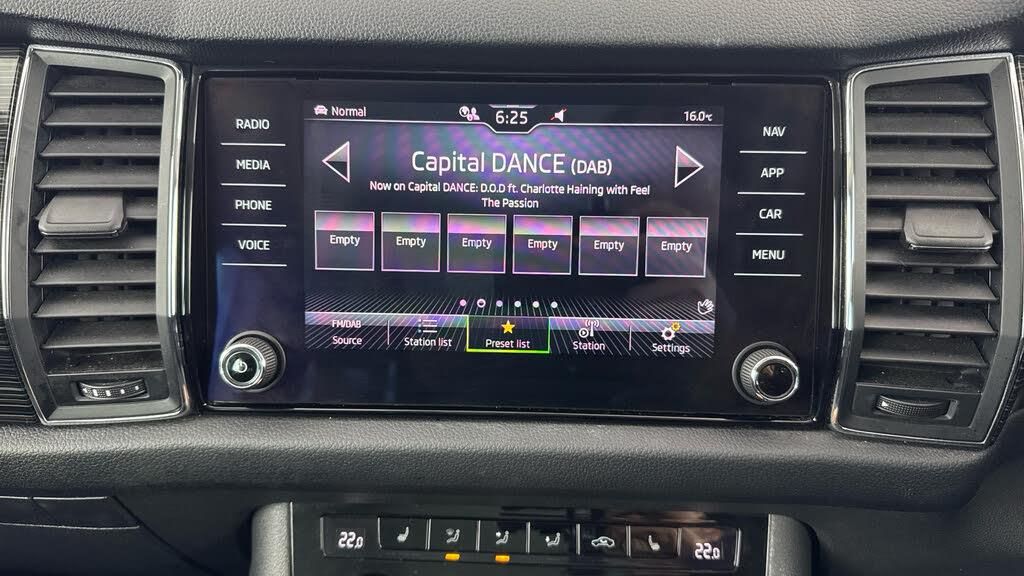 RADIO
MEDIA
PHONE
VOICE
Normal
6:25
16.0°C
Capital DANCE (DAB)
Now on Capital DANCE: D.O.D ft. Charlotte Haining with Feel
The Passion
Empty Empty Empty Empty Empty Empty
FM/DAB
Source
Station list
Preset list
Station
Settings
NAV
APP
CAR
MENU
22.0
22.0